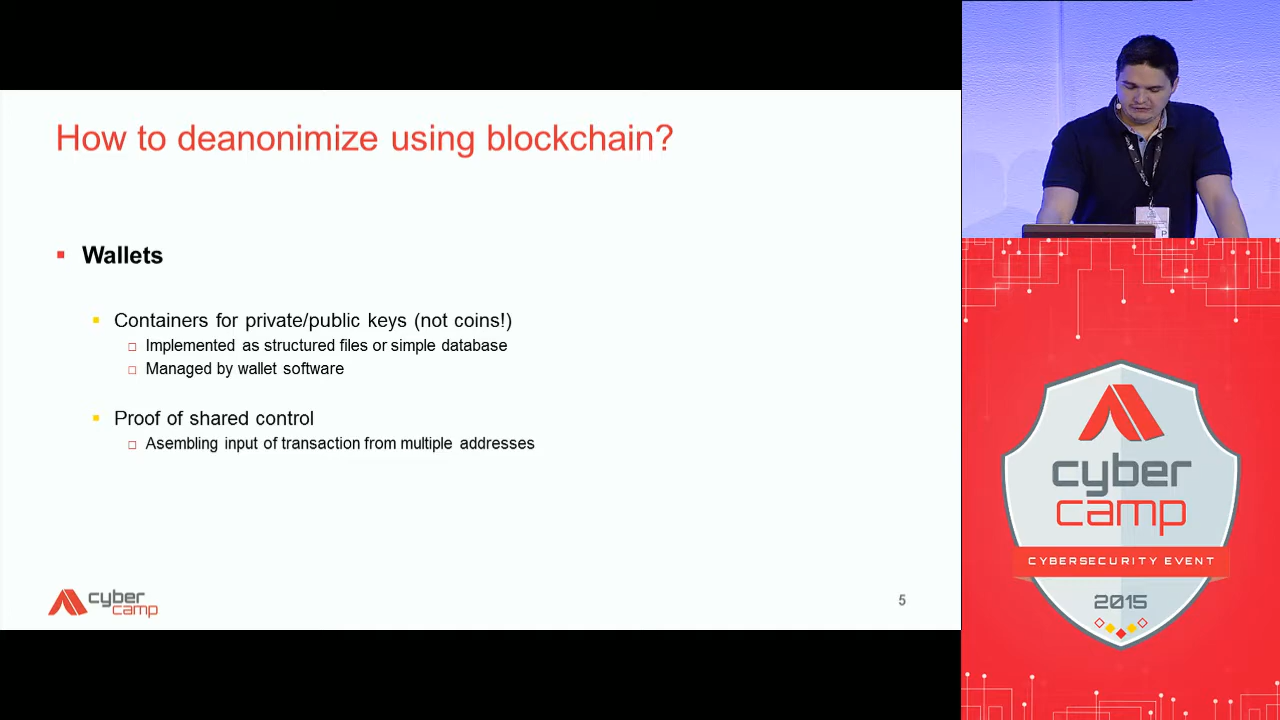 How to deanonimize using blockchain?
Wallets
Containers for private/public keys (not coins!)
Implemented as structured files or simple database
Managed by wallet software
Proof of shared control
Asembling input of transaction from multiple addresses
cyber
camp
5
P
cyber
camp
CYBERSECURITY EVENT
2015